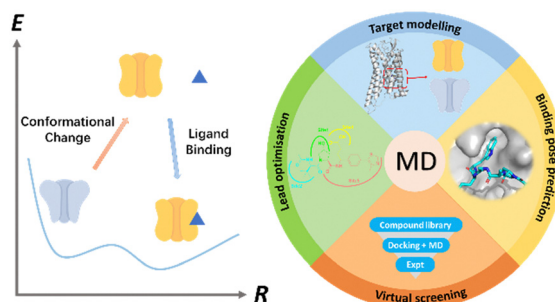 E
Conformational
Change
Ligand
Binding
R
Target modelling
Lead optimisation
MD
Binding pose prediction
Compound library
Docking + MD
Expt
Virtual screening